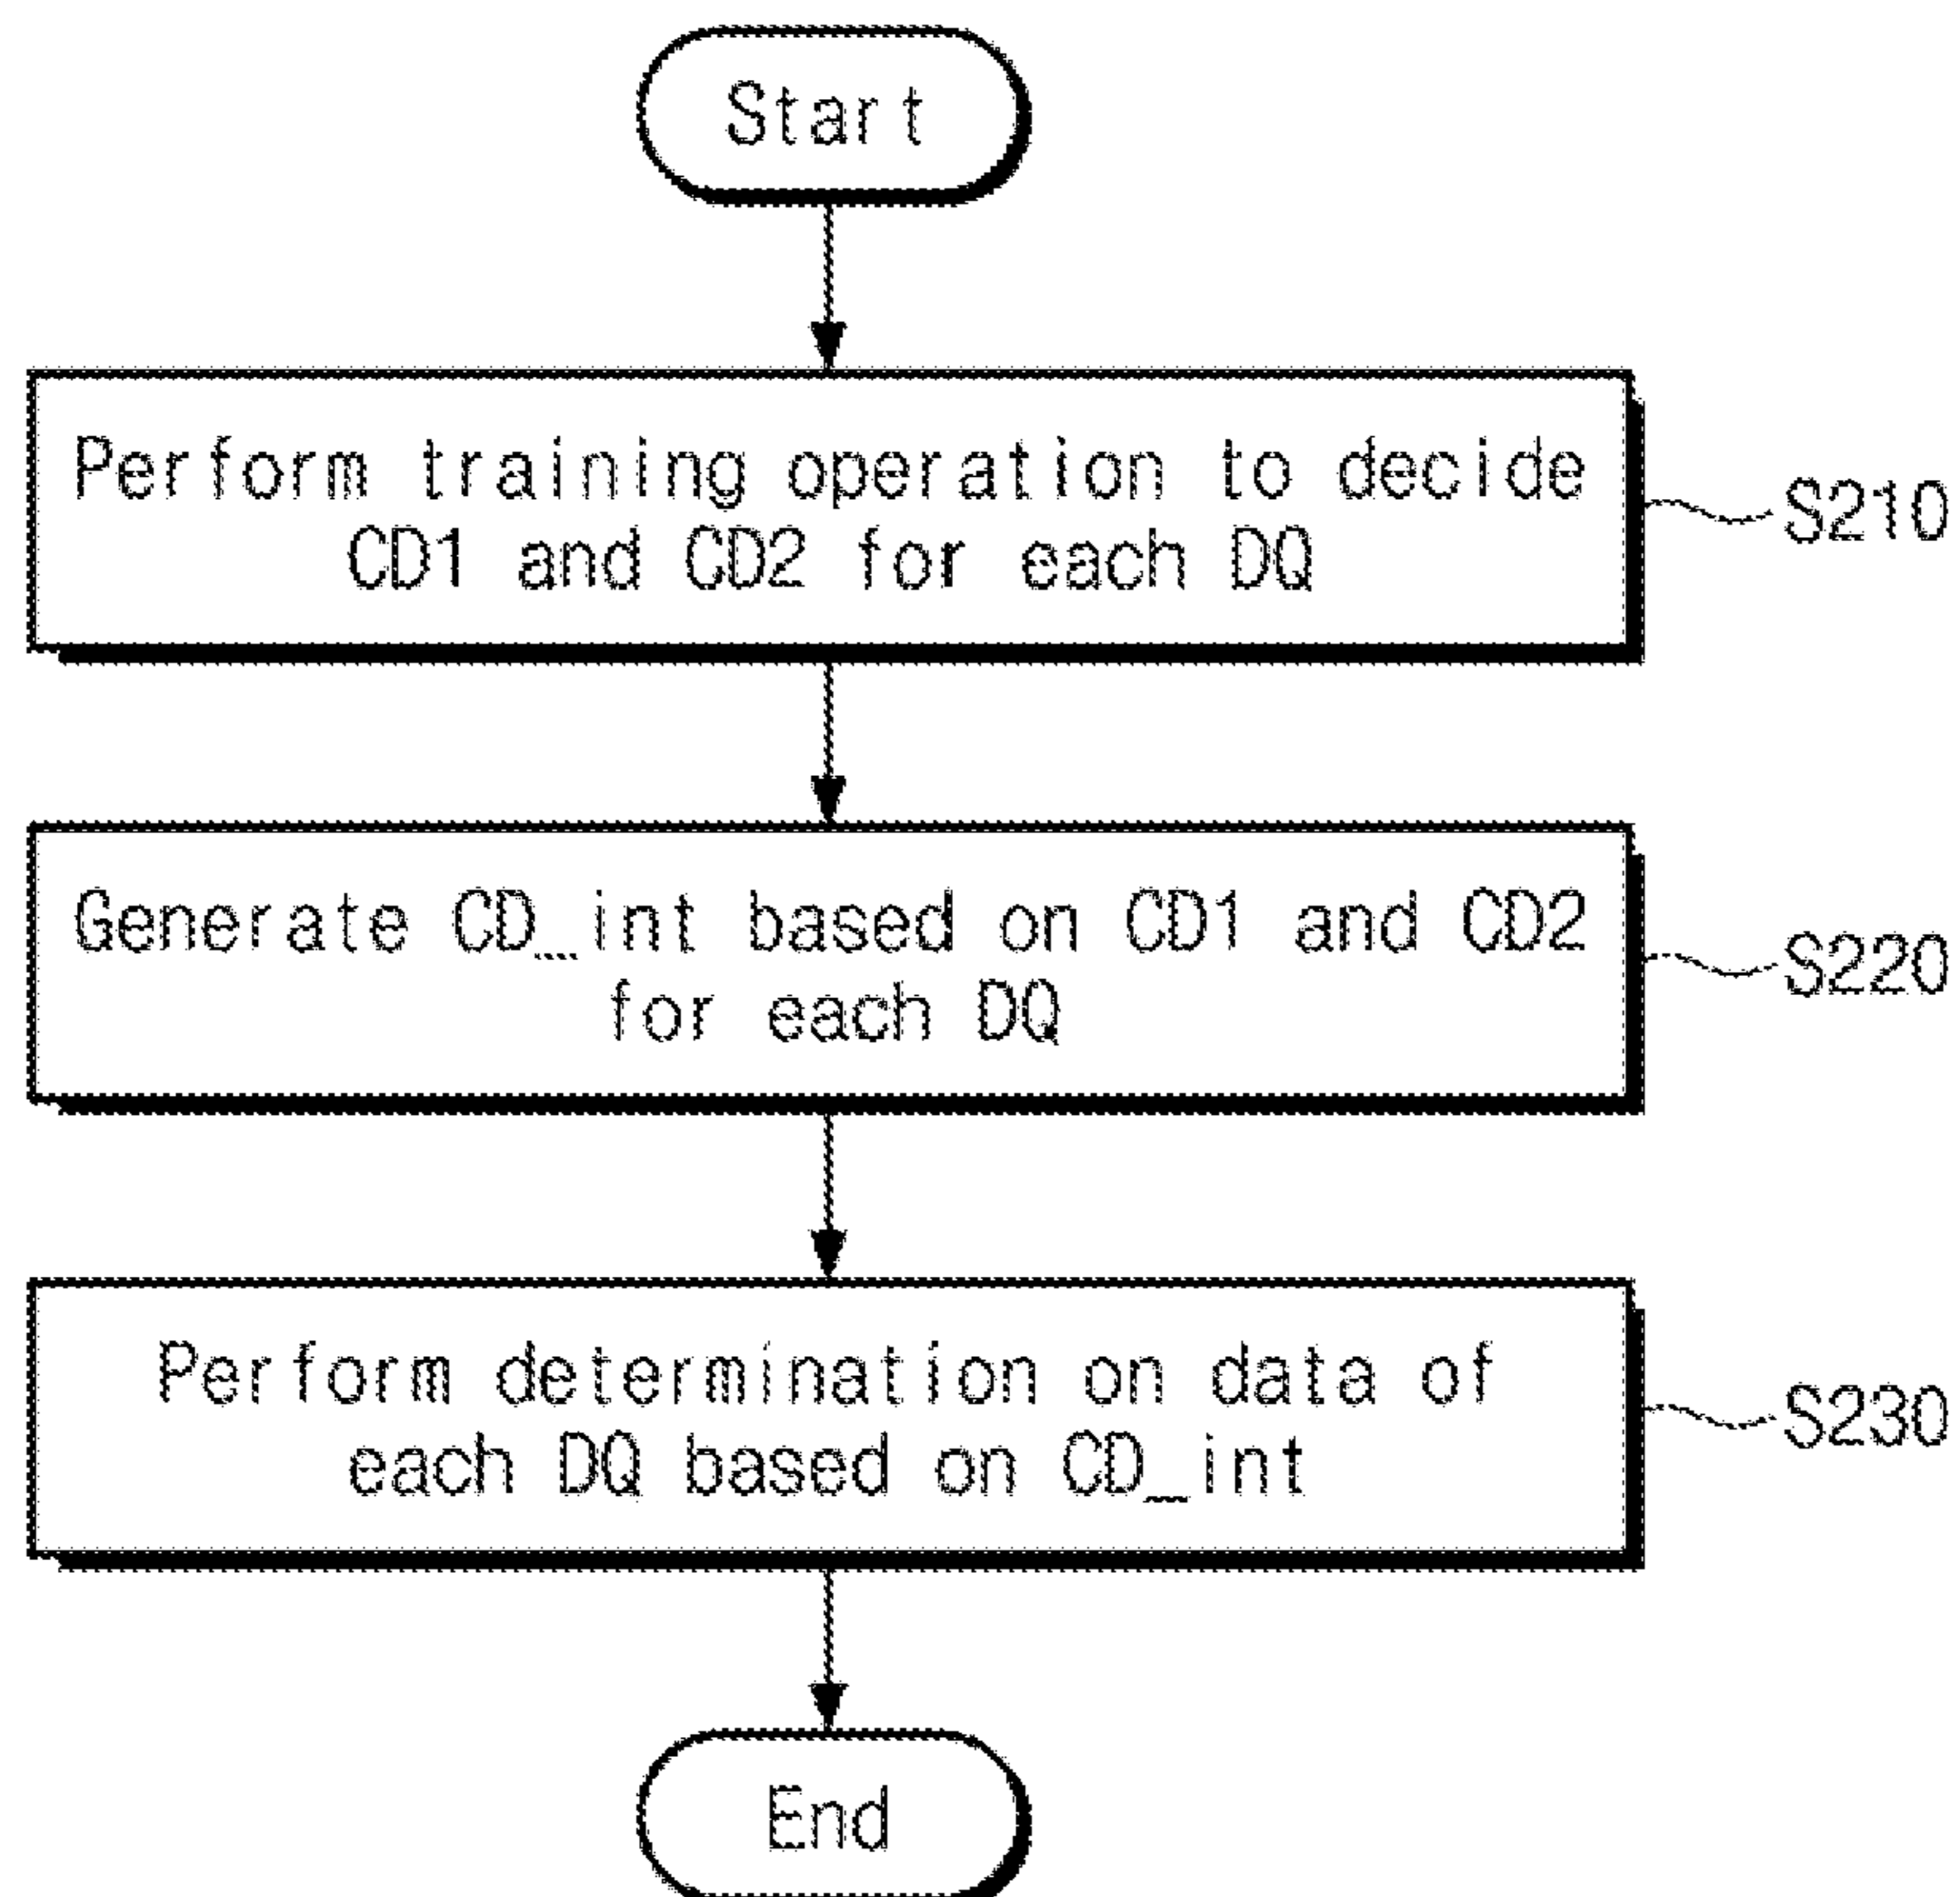 Start
Perform training operation to decide
CD1 and CD2 for each DQ
S210
Generate CD_int based on CD1 and CD2
for each DQ
S220
Perform determination on data of
each DQ based on CD_int
S230
End